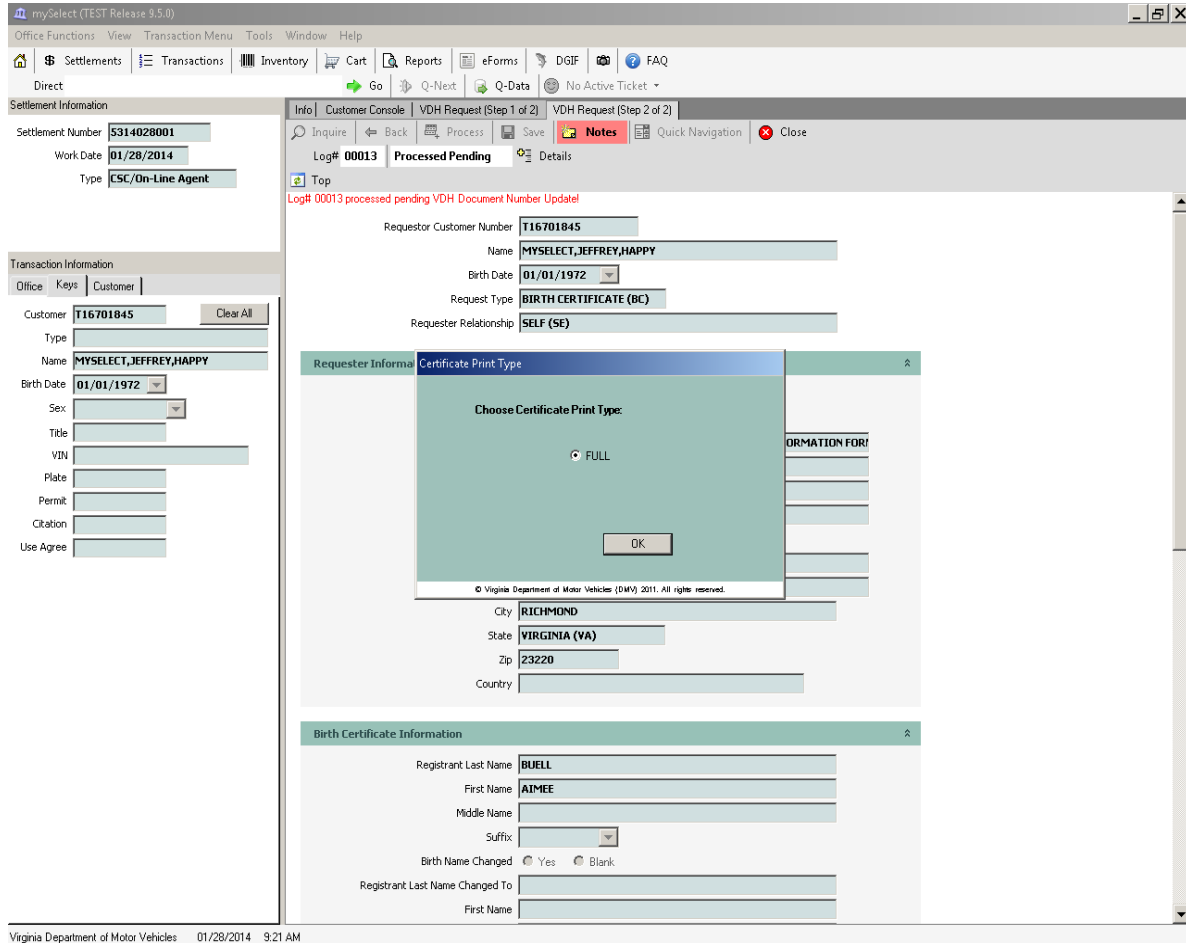 mySelect (TEST Release 9.5.0)
Office Functions View Transaction Menu Tools Window Help
$ Settlements Transactions Inventory Cart Reports eForms DGIF FAQ
Direct Go Q-Next Q-Data No Active Ticket
Settlement Information
Settlement Number 5314028001
Work Date 01/28/2014
Type CSC/On-Line Agent
Transaction Information
Office Keys Customer
Customer T16701845 Clear All
Type
Name MYSELECT,JEFFREY,HAPPY
Birth Date 01/01/1972
Sex
Title
VIN
Plate
Permit
Citation
Use Agree
Info Customer Console VDH Request (Step 1 of 2) VDH Request (Step 2 of 2)
Inquire Back Process Save Notes Quick Navigation Close
Log# 00013 Processed Pending Details
Top
Log# 00013 processed pending VDH Document Number Update!
Requestor Customer Number T16701845
Name MYSELECT,JEFFREY,HAPPY
Birth Date 01/01/1972
Request Type BIRTH CERTIFICATE (BC)
Requester Relationship SELF (SE)
Requester Informa
Certificate Print Type
Choose Certificate Print Type:
ORMATION FOR
FULL
OK
© Virginia Department of Motor Vehicles (DMV) 2011. All rights reserved.
City RICHMOND
State VIRGINIA (VA)
Zip 23220
Country
Birth Certificate Information
Registrant Last Name BUELL
First Name AIMEE
Middle Name
Suffix
Birth Name Changed Yes Blank
Registrant Last Name Changed To
First Name
Virginia Department of Motor Vehicles 01/28/2014 9:21 AM